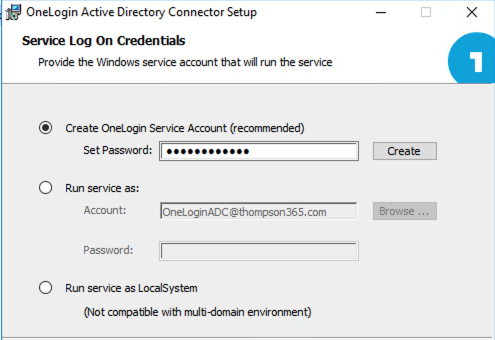 OneLogin Active Directory Connector Setup
Service Log On Credentials
Provide the Windows service account that will run the service
1
Create OneLogin Service Account (recommended)
Set Password: ●●●●●●●●●●●● Create
Run service as:
Account: OneLoginADC@thompson365.com Browse ...
Password:
Run service as LocalSystem
(Not compatible with multi-domain environment)